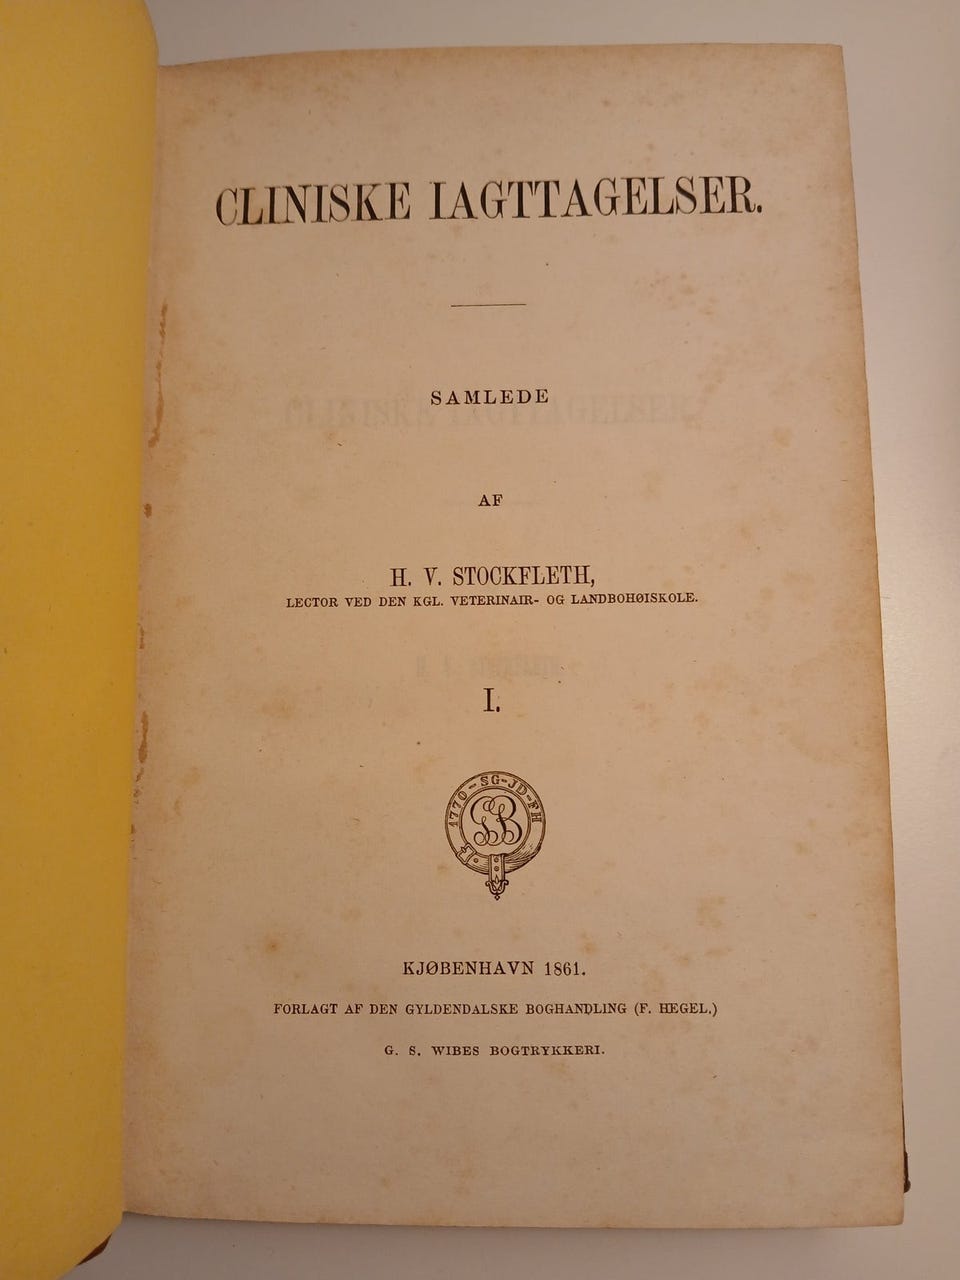 CLINISKE IAGTTAGELSER.
SAMLEDE
AF
H. V. STOCKFLETH,
LECTOR VED DEN KGL. VETERINAIR- OG LANDBOHØISKOLE.
I.
1770-SG-JD-FH
GB
KJØBENHAVN 1861.
FORLAGT AF DEN GYLDENDALSKE BOGHANDLING (F. HEGEL.)
G. S. WIBES BOGTRYKKERI.